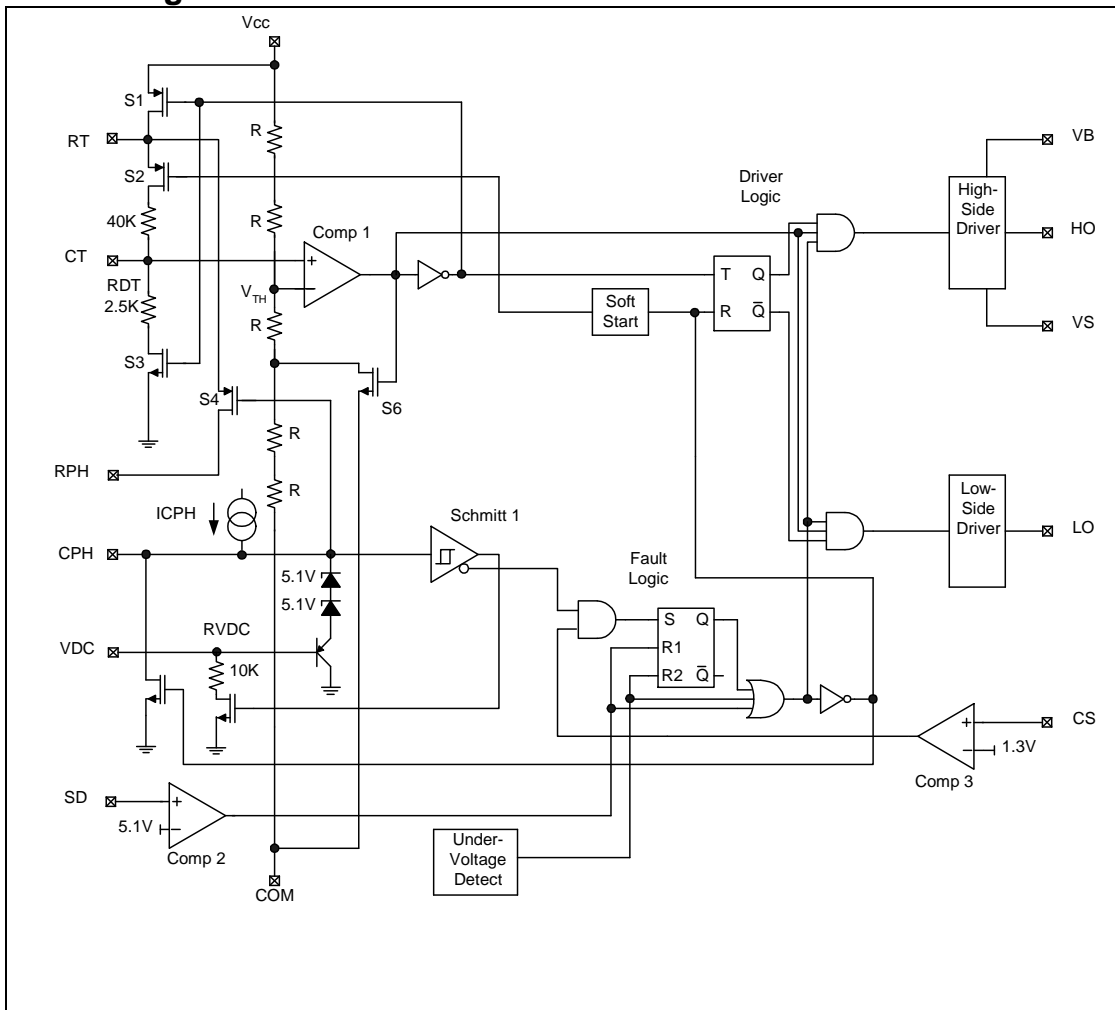 Vcc
S1
RT
R
VB
S2
Driver
Logic
High-
Side
Driver
40K
R
Comp 1
HO
CT
+
T Q
RDT
2.5K
VTH
−
Soft
Start
R Q̅
R
VS
S3
S4
S6
R
RPH
R
Low-
Side
Driver
ICPH
Schmitt 1
LO
CPH
5.1V
Fault
Logic
5.1V
S Q
RVDC
VDC
R1
10K
R2 Q̅
+
CS
−
1.3V
Comp 3
SD
+
5.1V
−
Comp 2
Under-
Voltage
Detect
COM